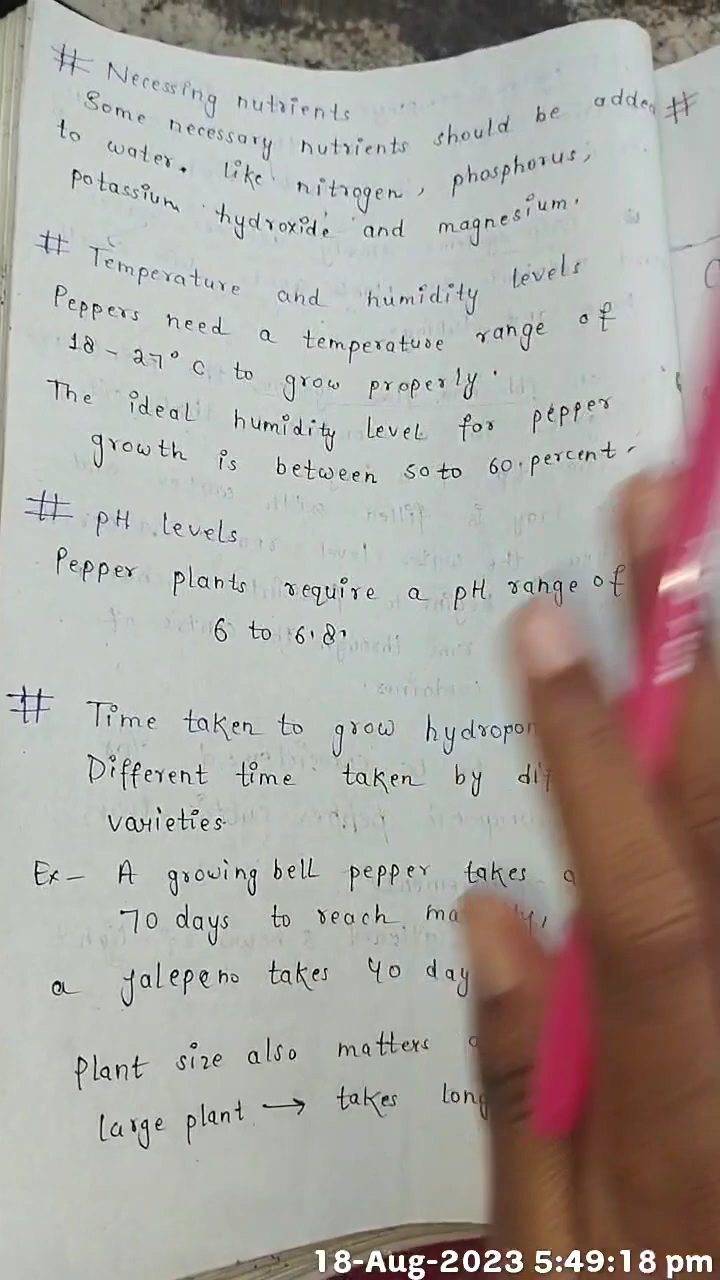 # Necessing nutrients
Some necessary nutrients should be added
to water. like nitrogen, phosphorus,
potassium hydroxide and magnesium.
# Temperature and humidity levels
Peppers need a temperature range of
18 - 27° C to grow properly.
The ideal humidity level for pepper
growth is between 50 to 60 percent.
# pH levels
Pepper plants require a pH range of
6 to 6.8.
# Time taken to grow hydropon
Different time taken by
varieties
Ex - A growing bell pepper takes
70 days to reach
a jalepeno takes 40 day
Plant size also matters
large plant → takes long
#
18-Aug-2023 5:49:18 pm